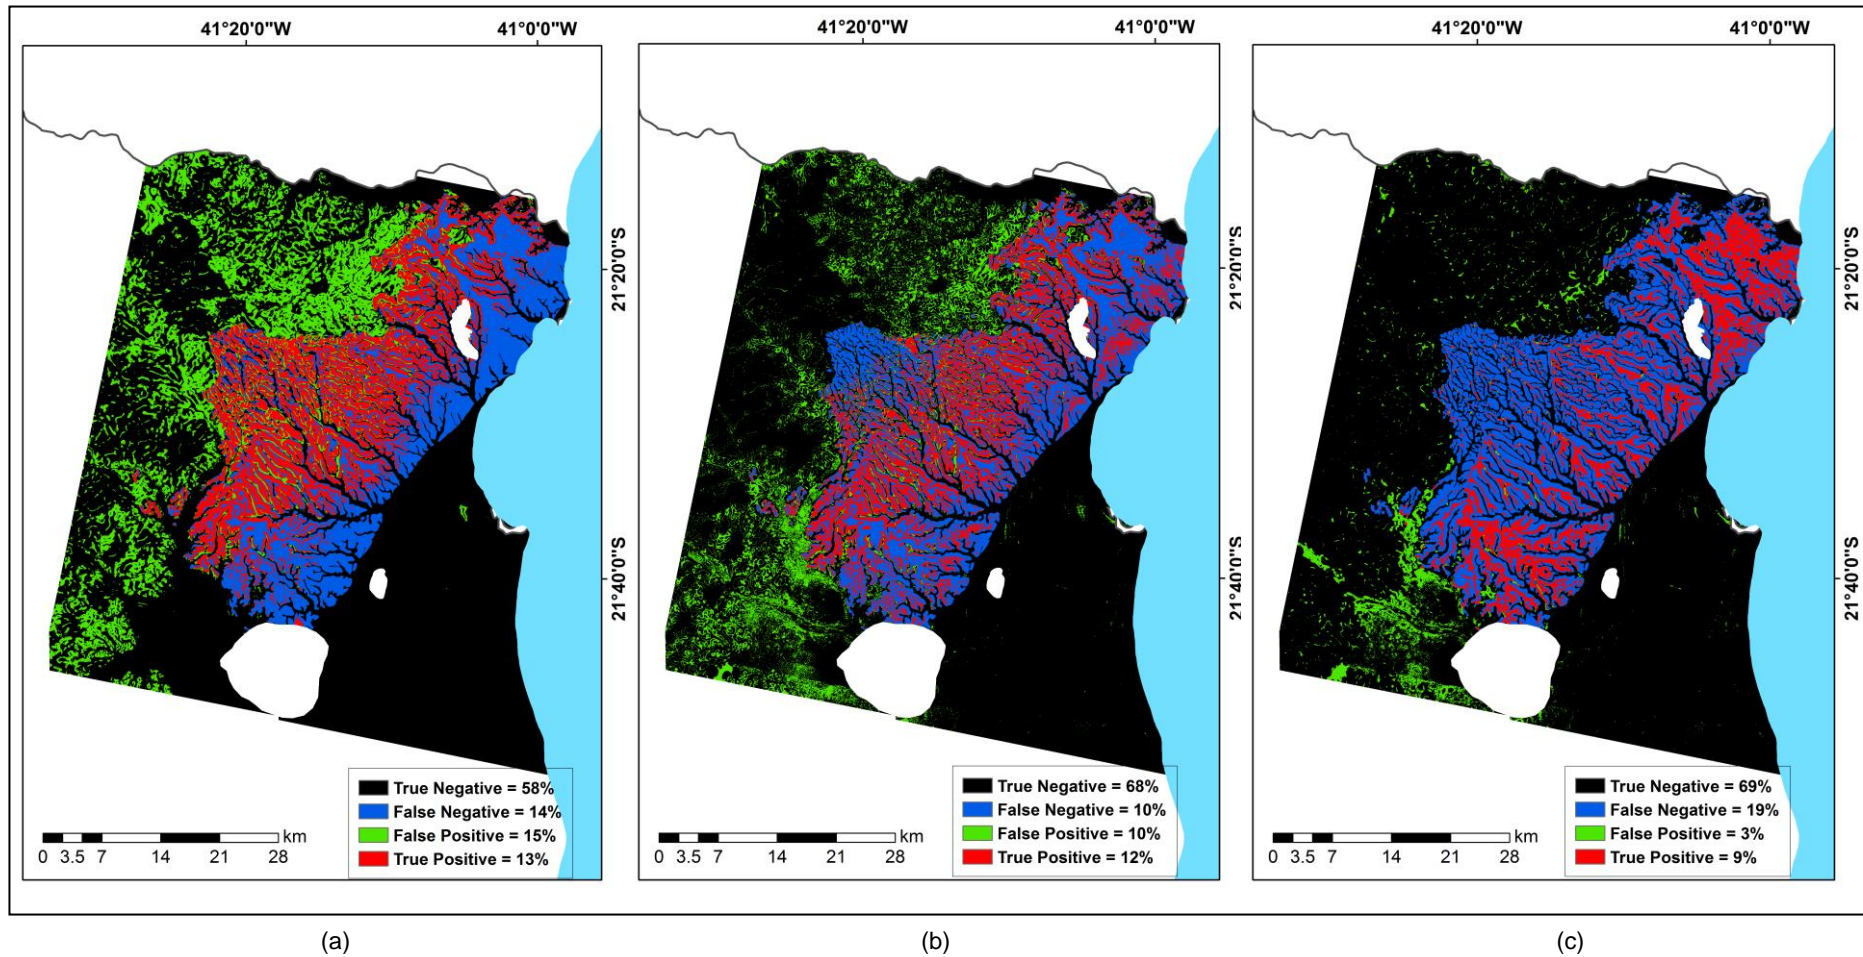 41°20'0"W 41°0'0"W
21°20'0"S
21°40'0"S
True Negative = 58%
False Negative = 14%
False Positive = 15%
True Positive = 13%
km
0 3.5 7 14 21 28
(a)
41°20'0"W 41°0'0"W
21°20'0"S
21°40'0"S
True Negative = 68%
False Negative = 10%
False Positive = 10%
True Positive = 12%
km
0 3.5 7 14 21 28
(b)
41°20'0"W 41°0'0"W
21°20'0"S
21°40'0"S
True Negative = 69%
False Negative = 19%
False Positive = 3%
True Positive = 9%
km
0 3.5 7 14 21 28
(c)